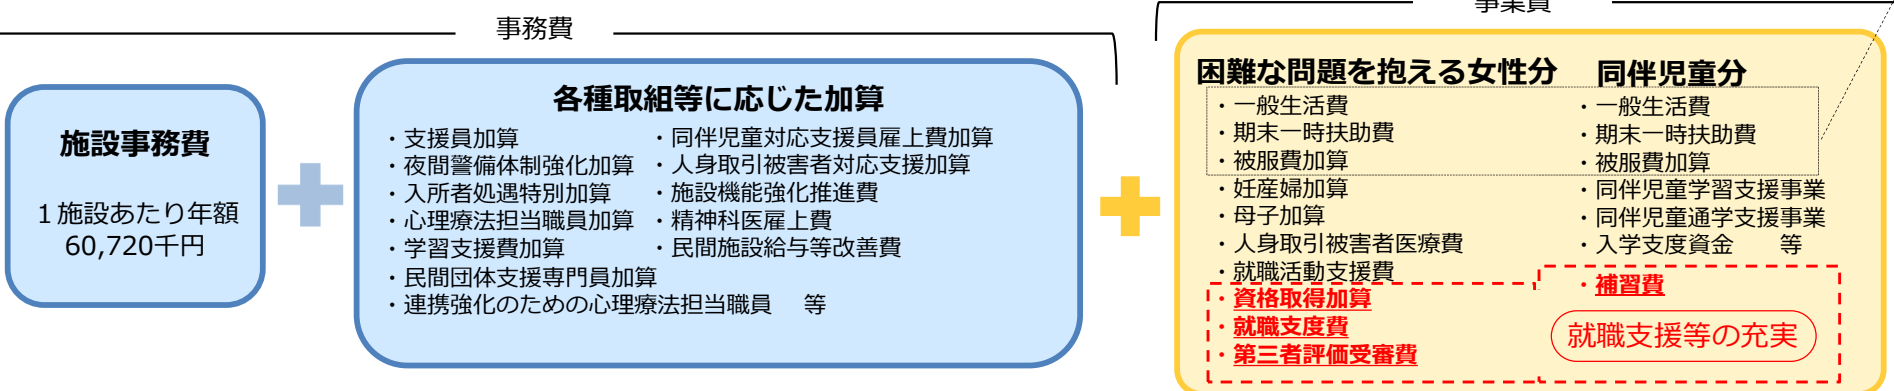 事務費
事業費
施設事務費
1施設あたり年額
60,720千円
各種取組等に応じた加算
・支援員加算
・夜間警備体制強化加算
・入所者処遇特別加算
・心理療法担当職員加算
・学習支援費加算
・民間団体支援専門員加算
・連携強化のための心理療法担当職員 等
・同伴児童対応支援員雇上費加算
・人身取引被害者対応支援加算
・施設機能強化推進費
・精神科医雇上費
・民間施設給与等改善費
困難な問題を抱える女性分
・一般生活費
・期末一時扶助費
・被服費加算
・妊産婦加算
・母子加算
・人身取引被害者医療費
・就職活動支援費
・資格取得加算
・就職支度費
・第三者評価受審費
同伴児童分
・一般生活費
・期末一時扶助費
・被服費加算
・同伴児童学習支援事業
・同伴児童通学支援事業
・入学支度資金 等
・補習費
就職支援等の充実